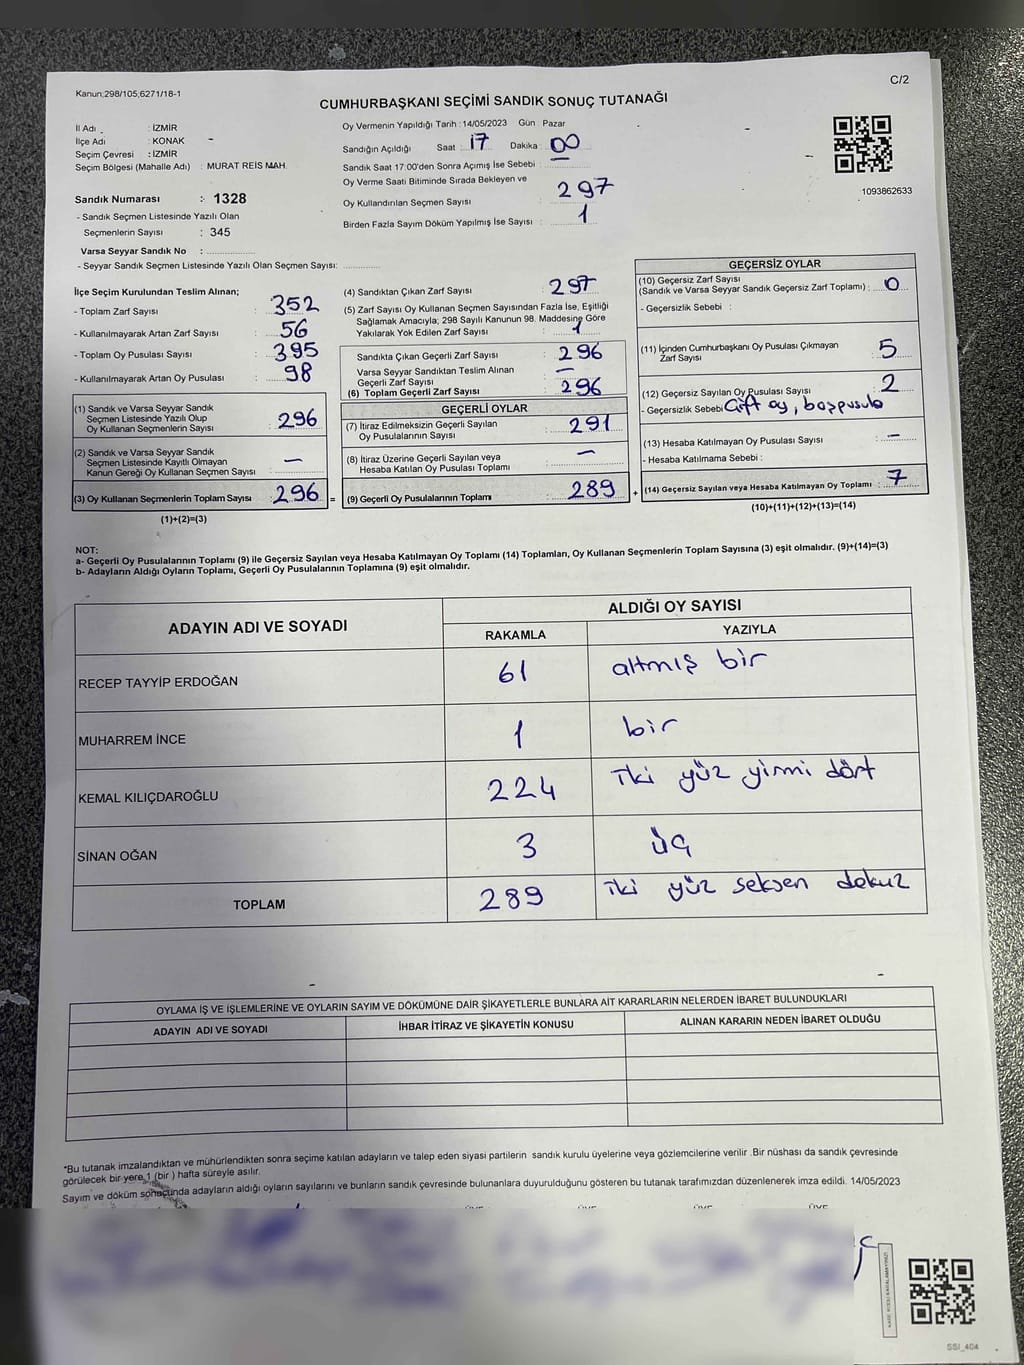 Kanun;298/105;6271/18-1
C/2
CUMHURBAŞKANI SEÇİMİ SANDIK SONUÇ TUTANAĞI
İl Adı : İZMİR
İlçe Adı : KONAK
Seçim Çevresi : İZMİR
Seçim Bölgesi (Mahalle Adı) : MURAT REİS MAH.
Sandık Numarası : 1328
- Sandık Seçmen Listesinde Yazılı Olan
Seçmenlerin Sayısı : 345
Varsa Seyyar Sandık No :
- Seyyar Sandık Seçmen Listesinde Yazılı Olan Seçmen Sayısı:
Oy Vermenin Yapıldığı Tarih : 14/05/2023 Gün : Pazar
Sandığın Açıldığı Saat : 17 Dakika : 00
Sandık Saat 17:00'den Sonra Açımış İse Sebebi :
Oy Verme Saati Bitiminde Sırada Bekleyen ve
Oy Kullandırılan Seçmen Sayısı : 297
Birden Fazla Sayım Döküm Yapılmış İse Sayısı : 1
1093862633
İlçe Seçim Kurulundan Teslim Alınan;
- Toplam Zarf Sayısı : 352
- Kullanılmayarak Artan Zarf Sayısı : 56
- Toplam Oy Pusulası Sayısı : 395
- Kullanılmayarak Artan Oy Pusulası : 98
(1) Sandık ve Varsa Seyyar Sandık
Seçmen Listesinde Yazılı Olup
Oy Kullanan Seçmenlerin Sayısı : 296
(2) Sandık ve Varsa Seyyar Sandık
Seçmen Listesinde Kayıtlı Olmayan
Kanun Gereği Oy Kullanan Seçmen Sayısı : —
(3) Oy Kullanan Seçmenlerin Toplam Sayısı : 296 =
(1)+(2)=(3)
(4) Sandıktan Çıkan Zarf Sayısı : 297
(5) Zarf Sayısı Oy Kullanan Seçmen Sayısından Fazla İse, Eşitliği
Sağlamak Amacıyla; 298 Sayılı Kanunun 98. Maddesine Göre
Yakılarak Yok Edilen Zarf Sayısı : 1
Sandıkta Çıkan Geçerli Zarf Sayısı : 296
Varsa Seyyar Sandıktan Teslim Alınan
Geçerli Zarf Sayısı : —
(6) Toplam Geçerli Zarf Sayısı : 296
GEÇERLİ OYLAR
(7) İtiraz Edilmeksizin Geçerli Sayılan
Oy Pusulalarının Sayısı : 291
(8) İtiraz Üzerine Geçerli Sayılan veya
Hesaba Katılan Oy Pusulası Toplamı : —
(9) Geçerli Oy Pusulalarının Toplamı : 289 +
GEÇERSİZ OYLAR
(10) Geçersiz Zarf Sayısı
(Sandık ve Varsa Seyyar Sandık Geçersiz Zarf Toplamı) : 0
- Geçersizlik Sebebi :
(11) İçinden Cumhurbaşkanı Oy Pusulası Çıkmayan
Zarf Sayısı : 5
(12) Geçersiz Sayılan Oy Pusulası Sayısı : 2
- Geçersizlik Sebebi Çift oy, boş pusula
(13) Hesaba Katılmayan Oy Pusulası Sayısı : —
- Hesaba Katılmama Sebebi :
(14) Geçersiz Sayılan veya Hesaba Katılmayan Oy Toplamı : 7
(10)+(11)+(12)+(13)=(14)
NOT:
a- Geçerli Oy Pusulalarının Toplamı (9) ile Geçersiz Sayılan veya Hesaba Katılmayan Oy Toplamı (14) Toplamları, Oy Kullanan Seçmenlerin Toplam Sayısına (3) eşit olmalıdır. (9)+(14)=(3)
b- Adayların Aldığı Oyların Toplamı, Geçerli Oy Pusulalarının Toplamına (9) eşit olmalıdır.
ADAYIN ADI VE SOYADI
ALDIĞI OY SAYISI
RAKAMLA YAZIYLA
RECEP TAYYİP ERDOĞAN 61 altmış bir
MUHARREM İNCE 1 bir
KEMAL KILIÇDAROĞLU 224 iki yüz yirmi dört
SİNAN OĞAN 3 üç
TOPLAM 289 iki yüz seksen dokuz
OYLAMA İŞ VE İŞLEMLERİNE VE OYLARIN SAYIM VE DÖKÜMÜNE DAİR ŞİKAYETLERLE BUNLARA AİT KARARLARIN NELERDEN İBARET BULUNDUKLARI
ADAYIN ADI VE SOYADI İHBAR İTİRAZ VE ŞİKAYETİN KONUSU ALINAN KARARIN NEDEN İBARET OLDUĞU
*Bu tutanak imzalandıktan ve mühürlendikten sonra seçime katılan adayların ve talep eden siyasi partilerin sandık kurulu üyelerine veya gözlemcilerine verilir .Bir nüshası da sandık çevresinde
görülecek bir yere 1 (bir ) hafta süreyle asılır.
Sayım ve döküm sonucunda adayların aldığı oyların sayılarını ve bunların sandık çevresinde bulunanlara duyurulduğunu gösteren bu tutanak tarafımızdan düzenlenerek imza edildi. 14/05/2023
ÜYE ÜYE ÜYE ÜYE
SSI_404